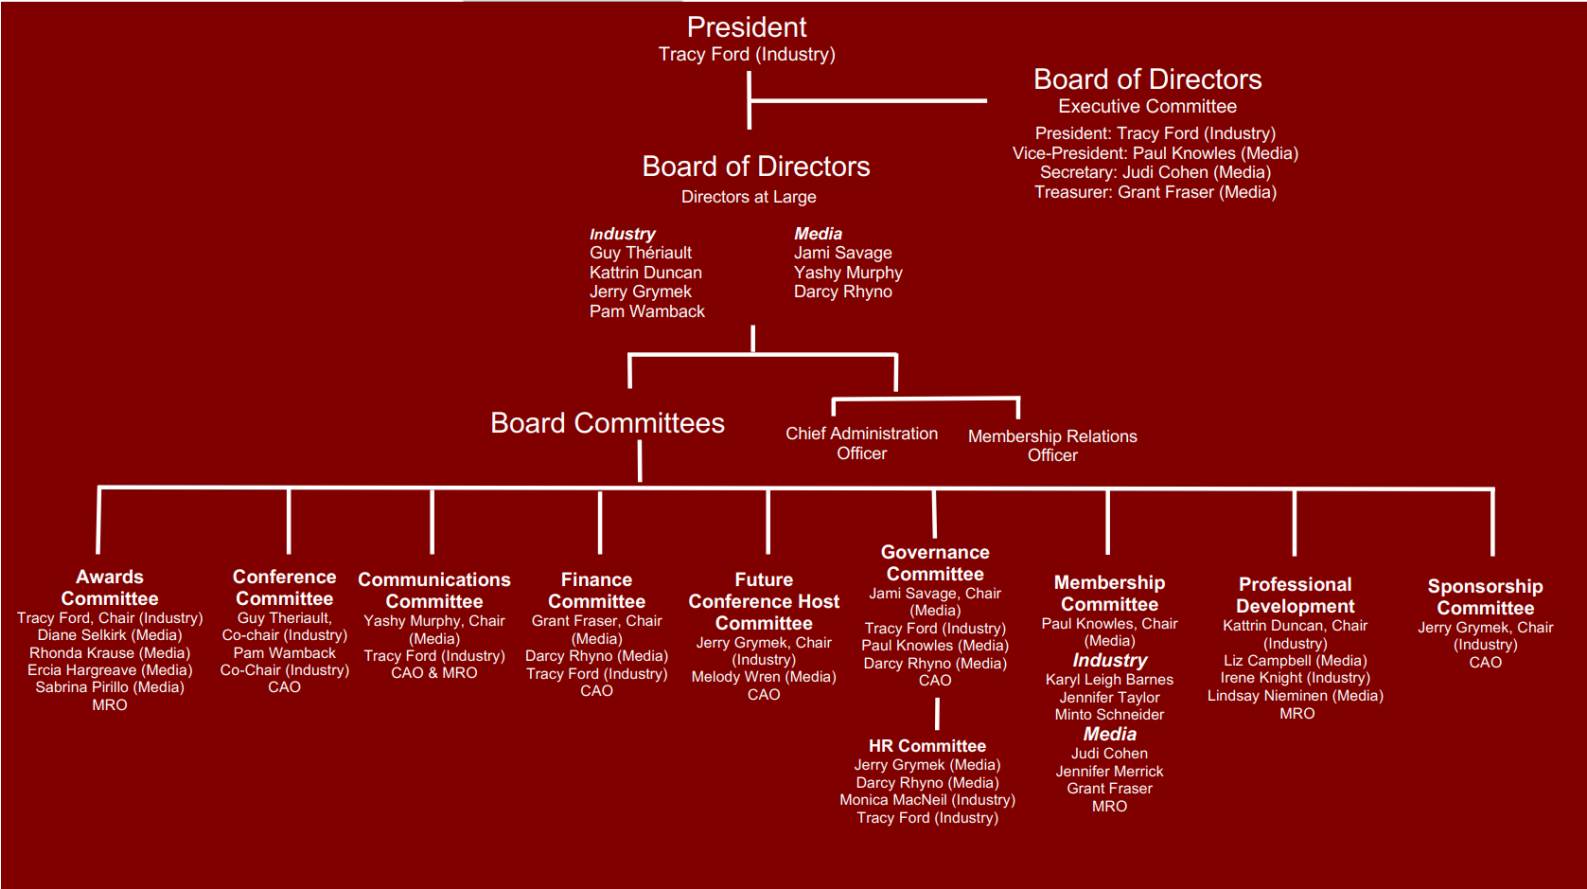 President
Tracy Ford (Industry)
Board of Directors
Executive Committee
President: Tracy Ford (Industry)
Vice-President: Paul Knowles (Media)
Secretary: Judi Cohen (Media)
Treasurer: Grant Fraser (Media)
Board of Directors
Directors at Large
Industry
Guy Thériault
Kattrin Duncan
Jerry Grymek
Pam Wamback
Media
Jami Savage
Yashy Murphy
Darcy Rhyno
Board Committees
Chief Administration
Officer
Membership Relations
Officer
Awards
Committee
Tracy Ford, Chair (Industry)
Diane Selkirk (Media)
Rhonda Krause (Media)
Ercia Hargreave (Media)
Sabrina Pirillo (Media)
MRO
Conference
Committee
Guy Theriault,
Co-chair (Industry)
Pam Wamback
Co-Chair (Industry)
CAO
Communications
Committee
Yashy Murphy, Chair
(Media)
Tracy Ford (Industry)
CAO & MRO
Finance
Committee
Grant Fraser, Chair
(Media)
Darcy Rhyno (Media)
Tracy Ford (Industry)
CAO
Future
Conference Host
Committee
Jerry Grymek, Chair
(Industry)
Melody Wren (Media)
CAO
Governance
Committee
Jami Savage, Chair
(Media)
Tracy Ford (Industry)
Paul Knowles (Media)
Darcy Rhyno (Media)
CAO
HR Committee
Jerry Grymek (Media)
Darcy Rhyno (Media)
Monica MacNeil (Industry)
Tracy Ford (Industry)
Membership
Committee
Paul Knowles, Chair
(Media)
Industry
Karyl Leigh Barnes
Jennifer Taylor
Minto Schneider
Media
Judi Cohen
Jennifer Merrick
Grant Fraser
MRO
Professional
Development
Kattrin Duncan, Chair
(Industry)
Liz Campbell (Media)
Irene Knight (Industry)
Lindsay Nieminen (Media)
MRO
Sponsorship
Committee
Jerry Grymek, Chair
(Industry)
CAO